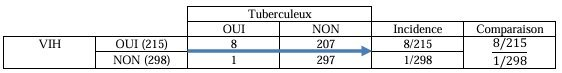 Tuberculeux
OUI NON Incidence Comparaison
VIH OUI (215) 8 207 8/215 8/215
NON (298) 1 297 1/298 1/298